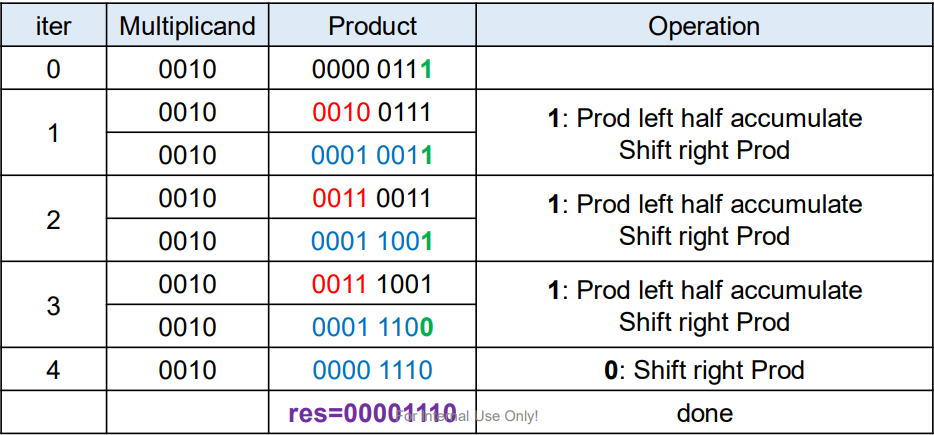 iter Multiplicand Product Operation
0 0010 0000 0111
1 0010 0010 0111 1: Prod left half accumulate
0010 0001 0011 Shift right Prod
2 0010 0011 0011 1: Prod left half accumulate
0010 0001 1001 Shift right Prod
3 0010 0011 1001 1: Prod left half accumulate
0010 0001 1100 Shift right Prod
4 0010 0000 1110 0: Shift right Prod
res=00001110 done
For Internal Use Only!